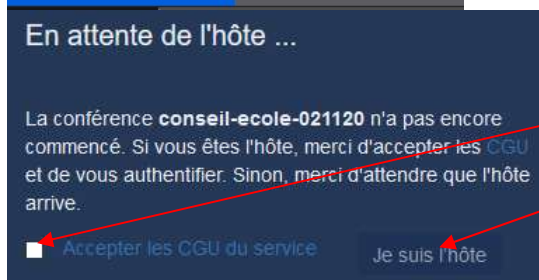 En attente de l'hôte ...
La conférence conseil-ecole-021120 n'a pas encore
commencé. Si vous êtes l'hôte, merci d'accepter les CGU
et de vous authentifier. Sinon, merci d'attendre que l'hôte
arrive.
Accepter les CGU du service
Je suis l'hôte